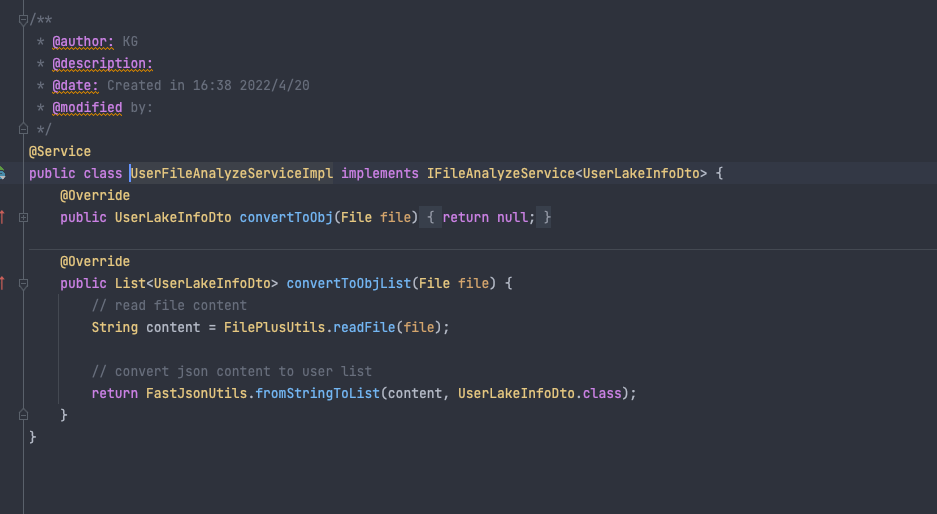 /**
 * @author: KG
 * @description:
 * @date: Created in 16:38 2022/4/20
 * @modified by:
 */
@Service
public class UserFileAnalyzeServiceImpl implements IFileAnalyzeService<UserLakeInfoDto> {
    @Override
    public UserLakeInfoDto convertToObj(File file) { return null; }
    @Override
    public List<UserLakeInfoDto> convertToObjList(File file) {
        // read file content
        String content = FilePlusUtils.readFile(file);
        // convert json content to user list
        return FastJsonUtils.fromStringToList(content, UserLakeInfoDto.class);
    }
}